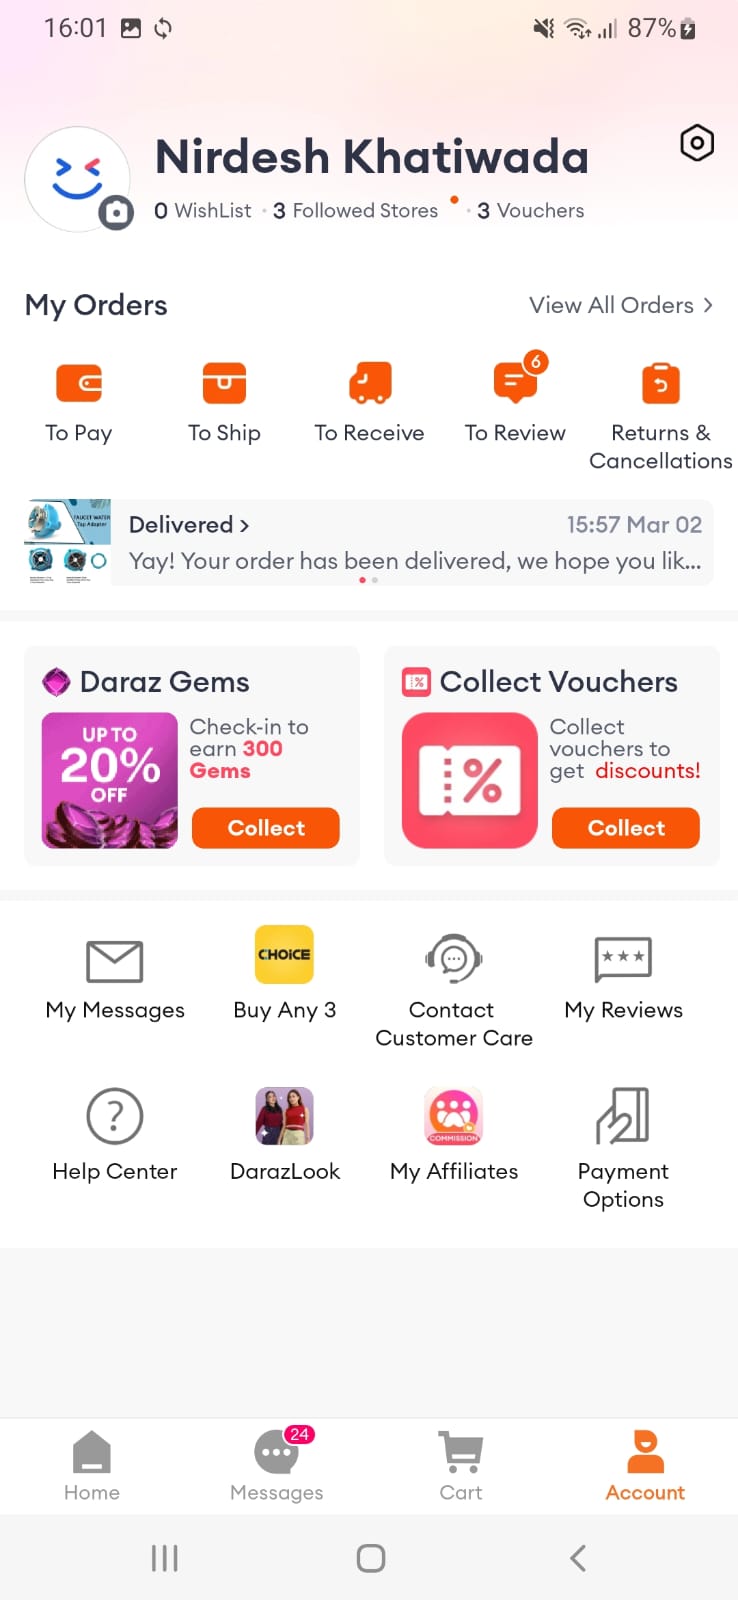 16:01
87%
Nirdesh Khatiwada
0 WishList · 3 Followed Stores · 3 Vouchers
My Orders
View All Orders >
6
To Pay
To Ship
To Receive
To Review
Returns &
Cancellations
FAUCET WATER
Tap Adapter
Delivered >
15:57 Mar 02
Yay! Your order has been delivered, we hope you lik...
Daraz Gems
UP TO
20%
OFF
Check-in to
earn 300
Gems
Collect
Collect Vouchers
%
Collect
vouchers to
get discounts!
Collect
My Messages
CHOICE
Buy Any 3
Contact
Customer Care
My Reviews
?
Help Center
DarazLook
COMMISSION
My Affiliates
Payment
Options
Home
24
Messages
Cart
Account